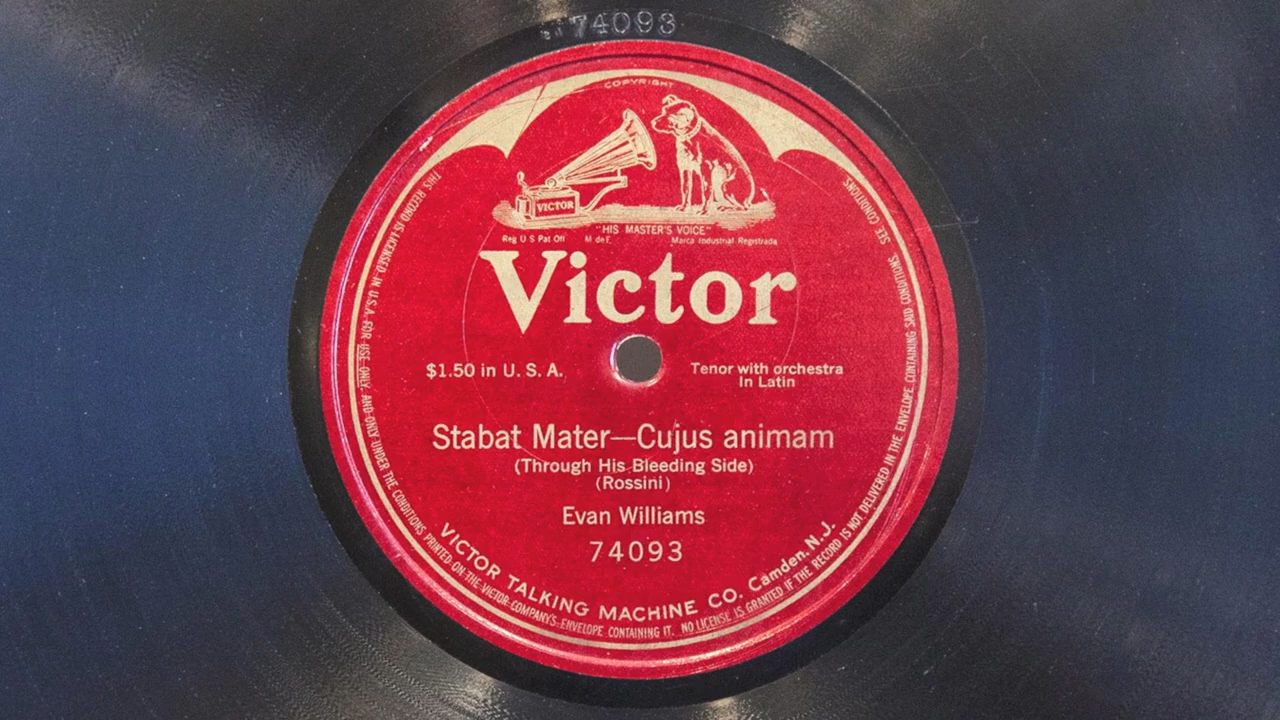 74093
COPYRIGHT
VICTOR
"HIS MASTER'S VOICE"
Reg U S Pat Off M de F. Marca Industrial Registrada
Victor
$1.50 in U. S. A.
Tenor with orchestra
In Latin
Stabat Mater—Cujus animam
(Through His Bleeding Side)
(Rossini)
Evan Williams
74093
VICTOR TALKING MACHINE CO. Camden, N.J.
THIS RECORD IS LICENSED IN U.S.A. FOR USE ONLY AND ONLY UNDER THE CONDITIONS PRINTED ON THE VICTOR COMPANY'S ENVELOPE CONTAINING IT. NO LICENSE IS GRANTED IF THE RECORD IS NOT DELIVERED IN THE ENVELOPE CONTAINING SAID CONDITIONS. SEE CONDITIONS.